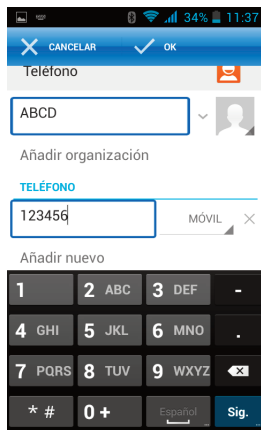 34% 11:37
CANCELAR OK
Teléfono
ABCD
Añadir organización
TELÉFONO
123456 MÓVIL
Añadir nuevo
1 2 ABC 3 DEF -
4 GHI 5 JKL 6 MNO .
7 PQRS 8 TUV 9 WXYZ
* # 0 + Español Sig.